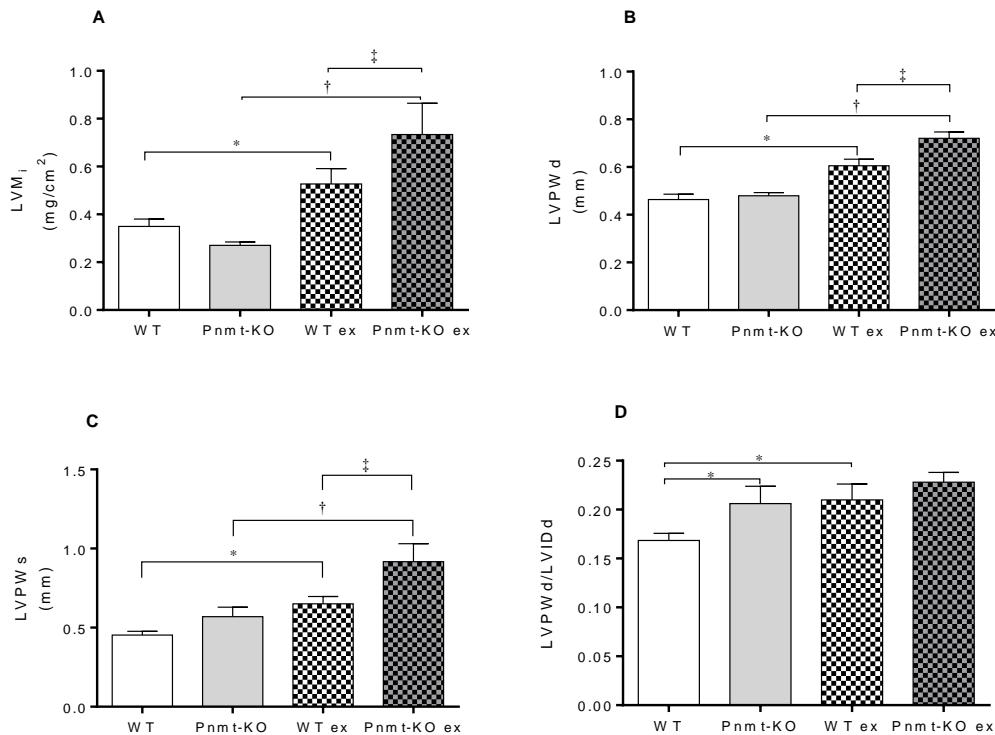 A
LVMi
(mg/cm2)
1.0
0.8
0.6
0.4
0.2
0.0
*
†
‡
WT
Pnmt-KO
WT ex
Pnmt-KO ex
B
LVPWd
(mm)
1.0
0.8
0.6
0.4
0.2
0.0
*
†
‡
WT
Pnmt-KO
WT ex
Pnmt-KO ex
C
LVPWs
(mm)
1.5
1.0
0.5
0.0
*
†
‡
WT
Pnmt-KO
WT ex
Pnmt-KO ex
D
LVPWd/LVIDd
0.25
0.20
0.15
0.10
0.05
0.00
*
*
WT
Pnmt-KO
WT ex
Pnmt-KO ex